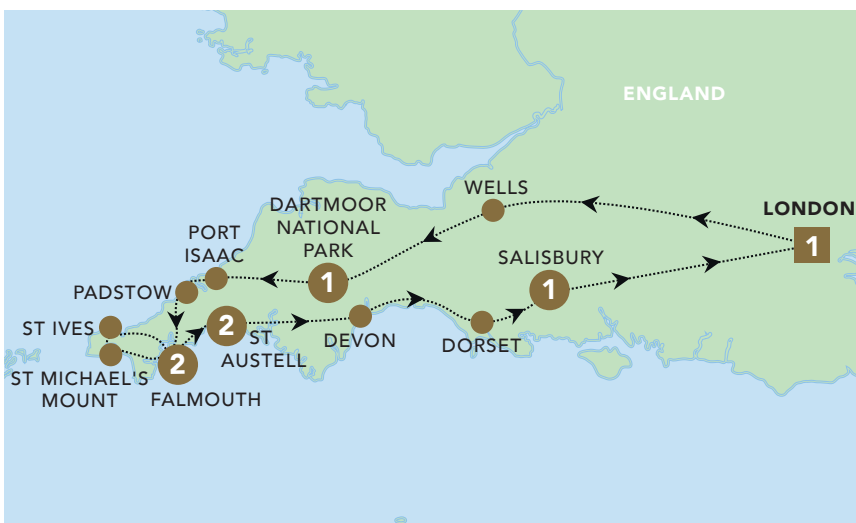 ENGLAND
WELLS
LONDON
1
DARTMOOR
NATIONAL
PARK
1
PORT
ISAAC
SALISBURY
1
PADSTOW
ST IVES
2
ST
AUSTELL
DEVON
DORSET
ST MICHAEL'S
MOUNT
2
FALMOUTH